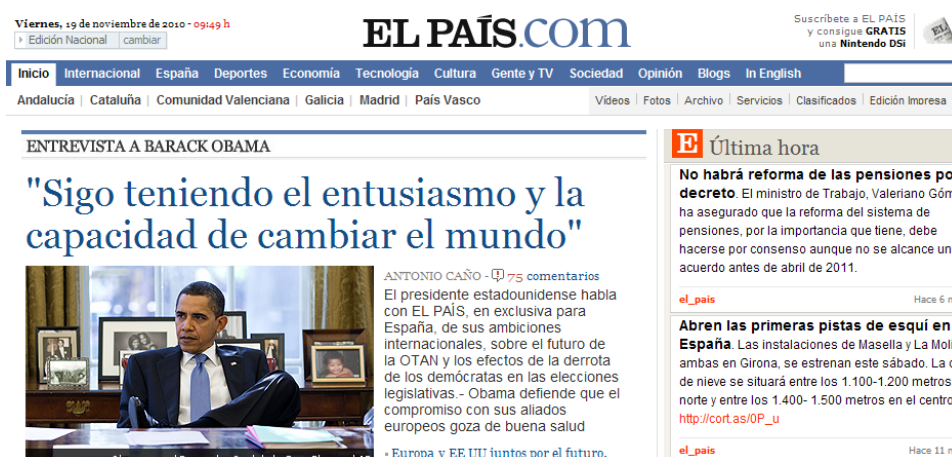 Viernes, 19 de noviembre de 2010 - 09:49 h
Edición Nacional cambiar
EL PAÍS.com
Suscríbete a EL PAÍS
y consigue GRATIS
una Nintendo DSi
Inicio Internacional España Deportes Economía Tecnología Cultura Gente y TV Sociedad Opinión Blogs In English
Andalucía | Cataluña | Comunidad Valenciana | Galicia | Madrid | País Vasco
Vídeos | Fotos | Archivo | Servicios | Clasificados | Edición Impresa
ENTREVISTA A BARACK OBAMA
"Sigo teniendo el entusiasmo y la
capacidad de cambiar el mundo"
ANTONIO CAÑO - 75 comentarios
El presidente estadounidense habla
con EL PAÍS, en exclusiva para
España, de sus ambiciones
internacionales, sobre el futuro de
la OTAN y los efectos de la derrota
de los demócratas en las elecciones
legislativas.- Obama defiende que el
compromiso con sus aliados
europeos goza de buena salud
Europa y EE UU juntos por el futuro,
E Última hora
No habrá reforma de las pensiones po
decreto. El ministro de Trabajo, Valeriano Góm
ha asegurado que la reforma del sistema de
pensiones, por la importancia que tiene, debe
hacerse por consenso aunque no se alcance un
acuerdo antes de abril de 2011.
el_pais Hace 6 m
Abren las primeras pistas de esquí en
España. Las instalaciones de Masella y La Moli
ambas en Girona, se estrenan este sábado. La c
de nieve se situará entre los 1.100-1.200 metros
norte y entre los 1.400- 1.500 metros en el centro
http://cort.as/0P_u
el_pais Hace 11 m